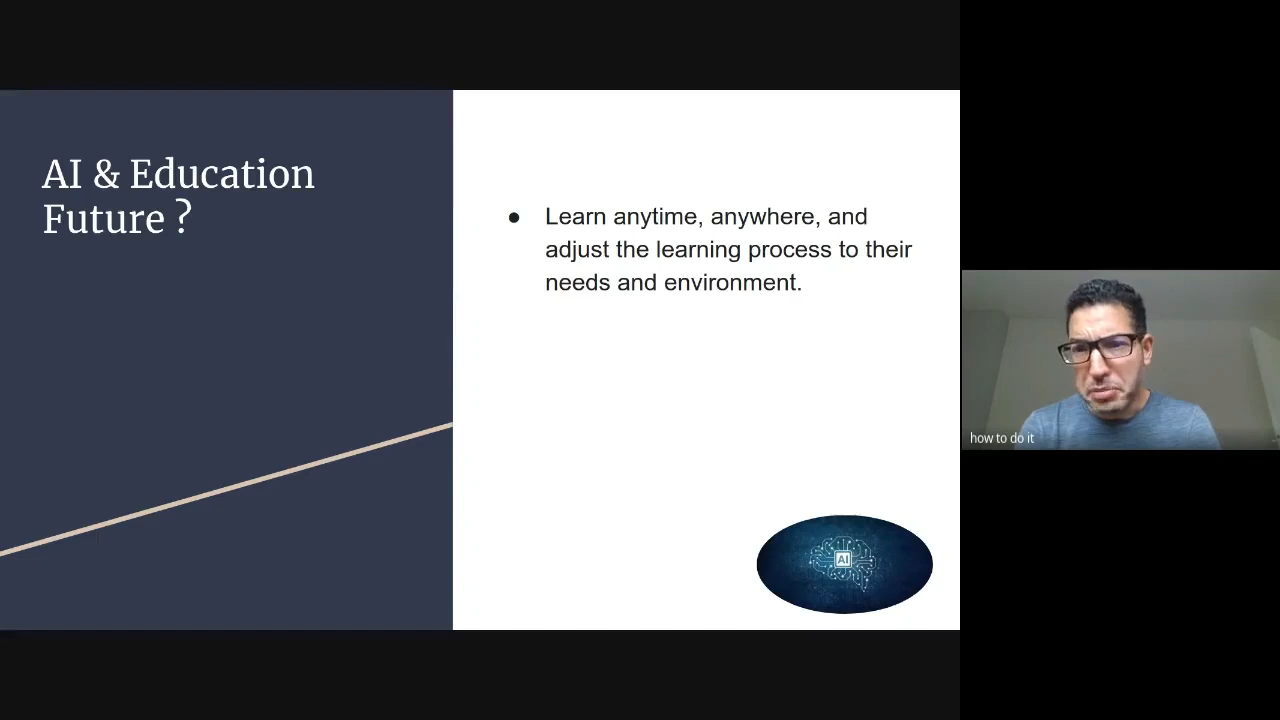 AI & Education
Future ?
● Learn anytime, anywhere, and
adjust the learning process to their
needs and environment.
AI
how to do it